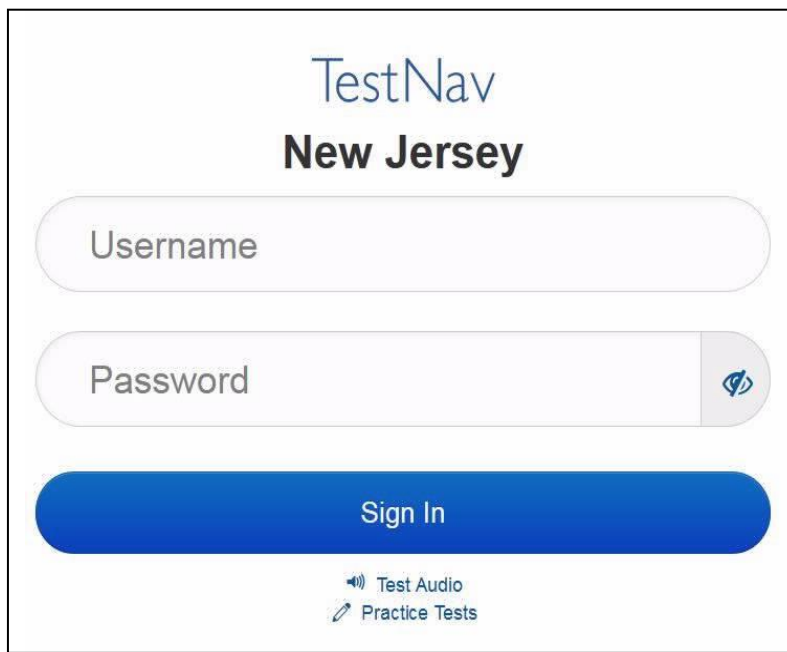 TestNav
New Jersey
Username
Password
Sign In
Test Audio
Practice Tests